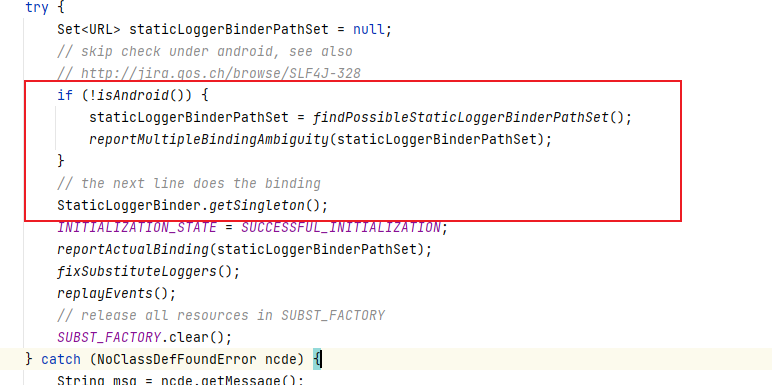 try {
Set<URL> staticLoggerBinderPathSet = null;
// skip check under android, see also
// http://jira.qos.ch/browse/SLF4J-328
if (!isAndroid()) {
staticLoggerBinderPathSet = findPossibleStaticLoggerBinderPathSet();
reportMultipleBindingAmbiguity(staticLoggerBinderPathSet);
}
// the next line does the binding
StaticLoggerBinder.getSingleton();
INITIALIZATION_STATE = SUCCESSFUL_INITIALIZATION;
reportActualBinding(staticLoggerBinderPathSet);
fixSubstituteLoggers();
replayEvents();
// release all resources in SUBST_FACTORY
SUBST_FACTORY.clear();
} catch (NoClassDefFoundError ncde) {
String msg = ncde.getMessage();